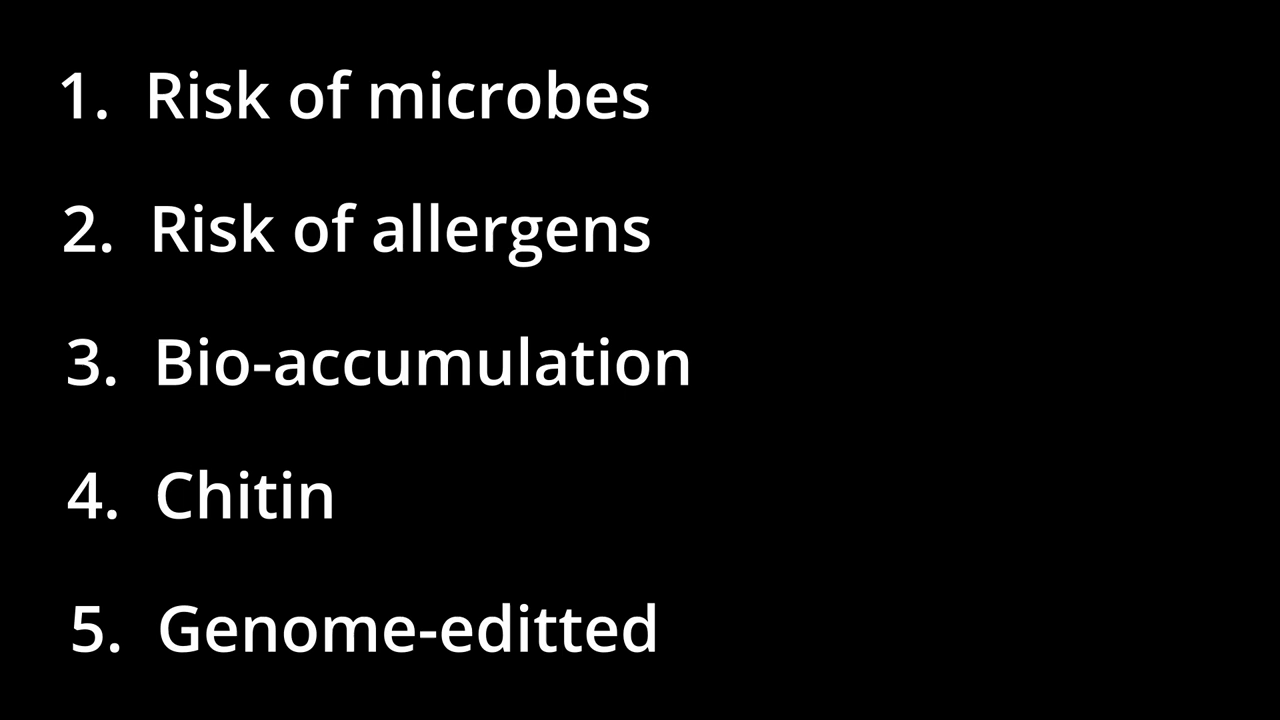 1. Risk of microbes
2. Risk of allergens
3. Bio-accumulation
4. Chitin
5. Genome-editted